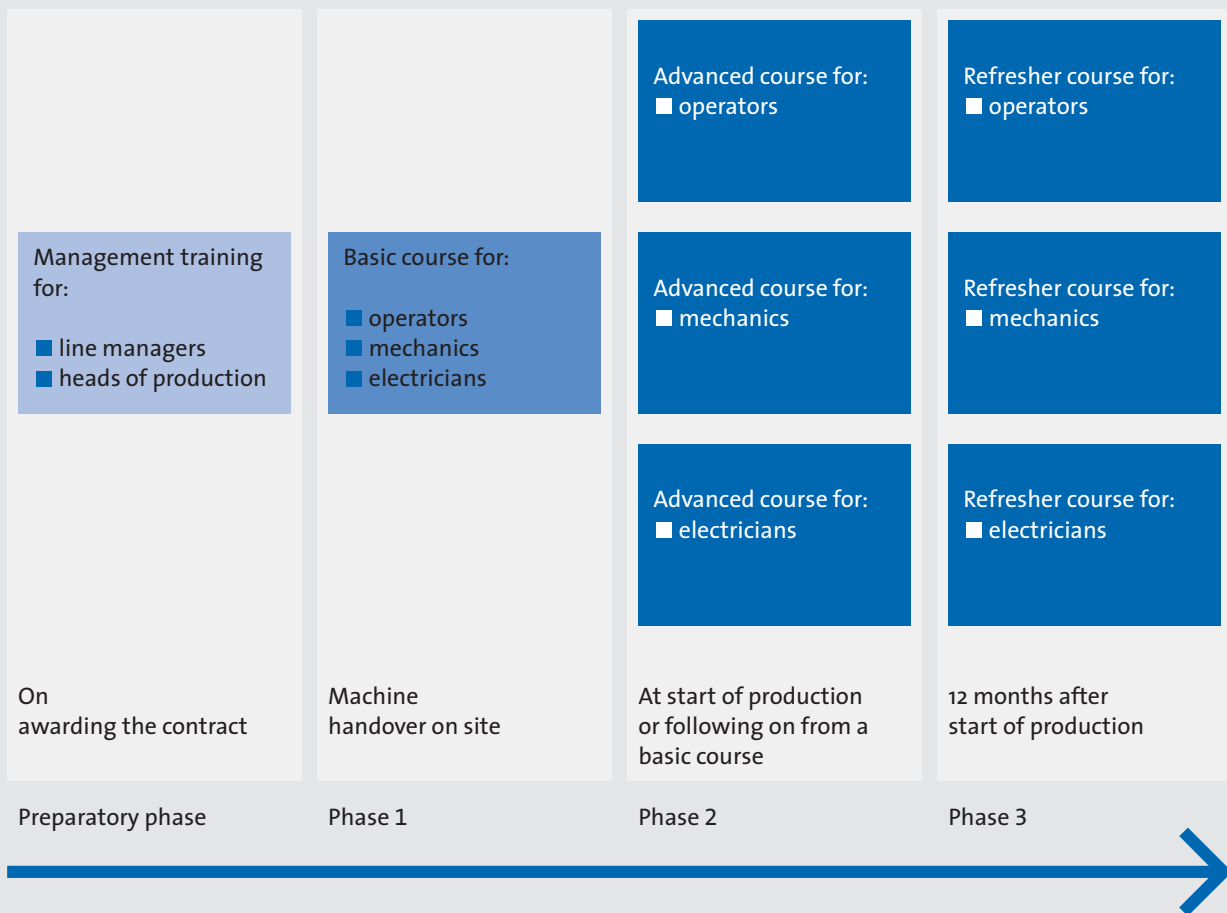 Management training
for:
line managers
heads of production
On
awarding the contract
Preparatory phase
Basic course for:
operators
mechanics
electricians
Machine
handover on site
Phase 1
Advanced course for:
operators
Advanced course for:
mechanics
Advanced course for:
electricians
At start of production
or following on from a
basic course
Phase 2
Refresher course for:
operators
Refresher course for:
mechanics
Refresher course for:
electricians
12 months after
start of production
Phase 3